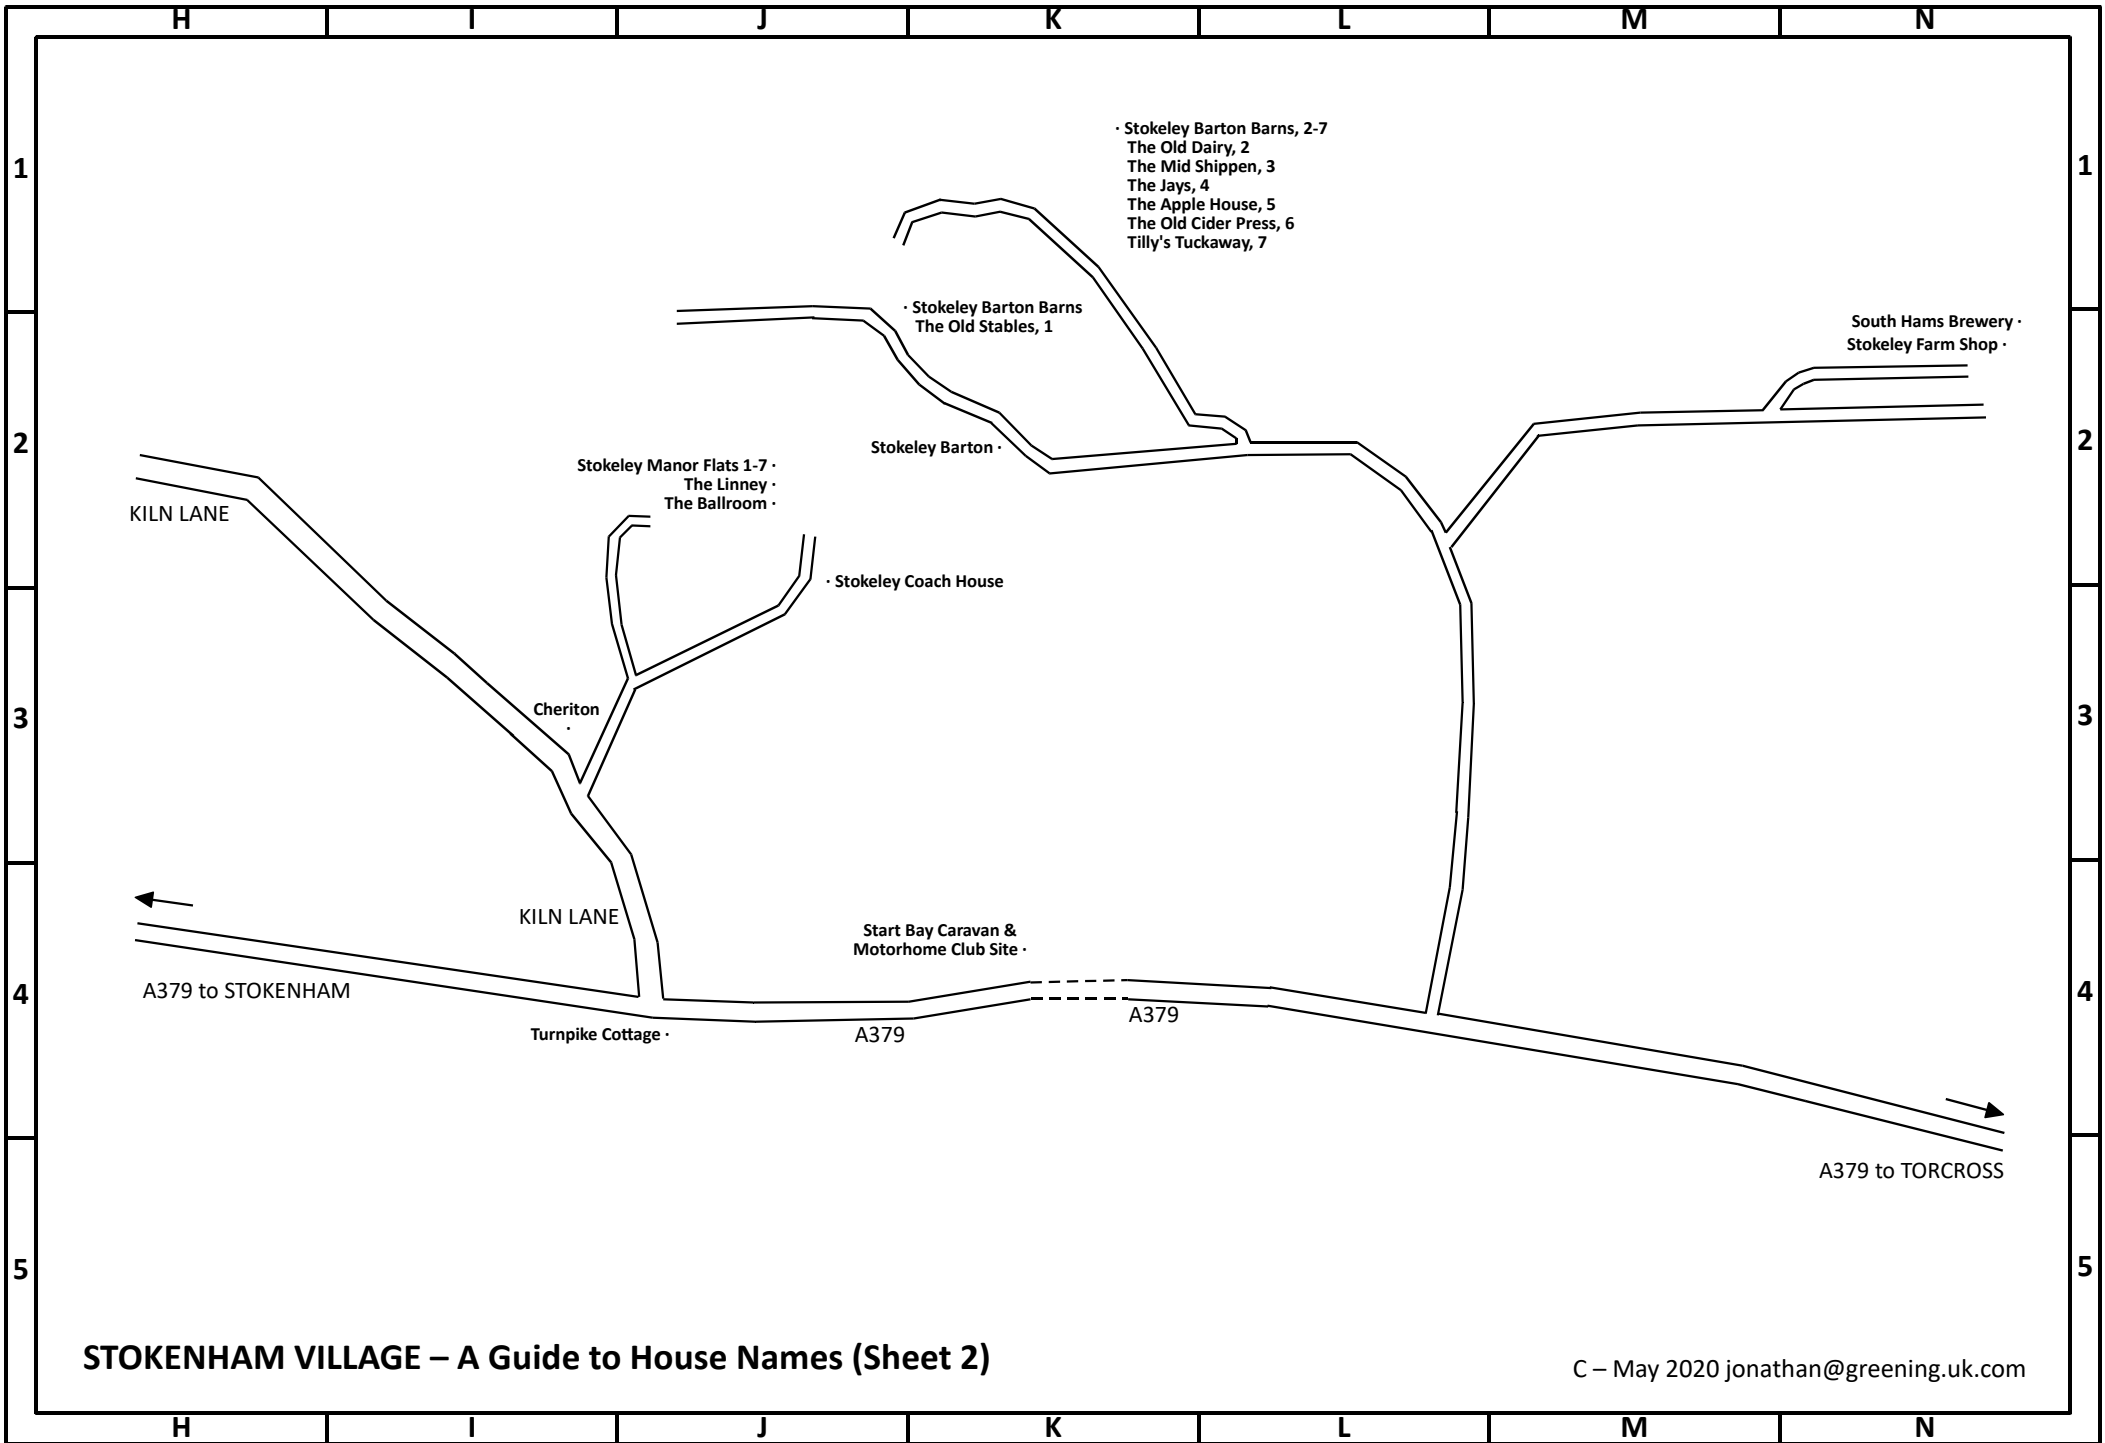 H I J K L M N
1
1
· Stokeley Barton Barns, 2-7
The Old Dairy, 2
The Mid Shippen, 3
The Jays, 4
The Apple House, 5
The Old Cider Press, 6
Tilly's Tuckaway, 7
· Stokeley Barton Barns
The Old Stables, 1
South Hams Brewery ·
Stokeley Farm Shop ·
2
2
Stokeley Barton ·
Stokeley Manor Flats 1-7 ·
The Linney ·
The Ballroom ·
KILN LANE
· Stokeley Coach House
3
3
Cheriton
·
KILN LANE
Start Bay Caravan &
Motorhome Club Site ·
4
4
A379 to STOKENHAM
A379
Turnpike Cottage ·
A379
A379 to TORCROSS
5
5
STOKENHAM VILLAGE – A Guide to House Names (Sheet 2)
C – May 2020 jonathan@greening.uk.com
H I J K L M N